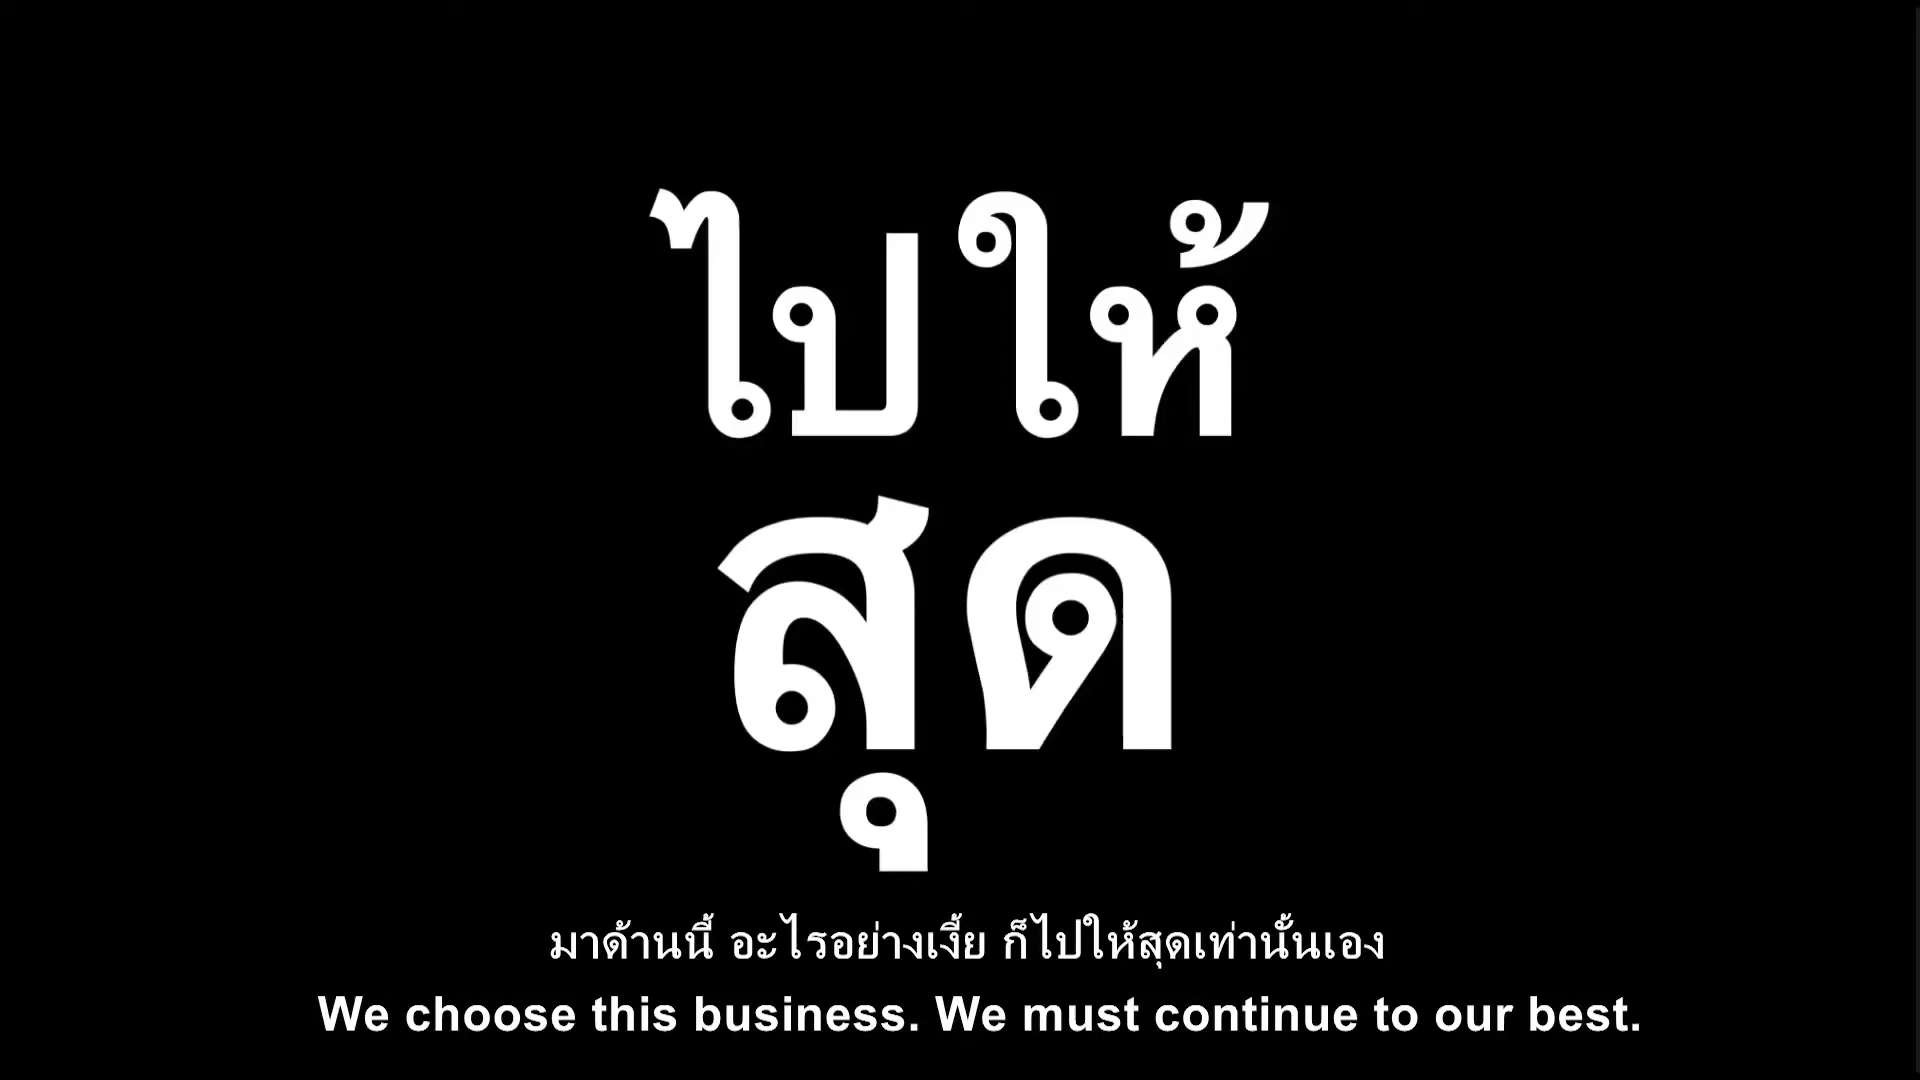 ไปให้
สุด
มาด้านนี้ อะไรอย่างเงี้ย ก็ไปให้สุดเท่านั้นเอง
We choose this business. We must continue to our best.